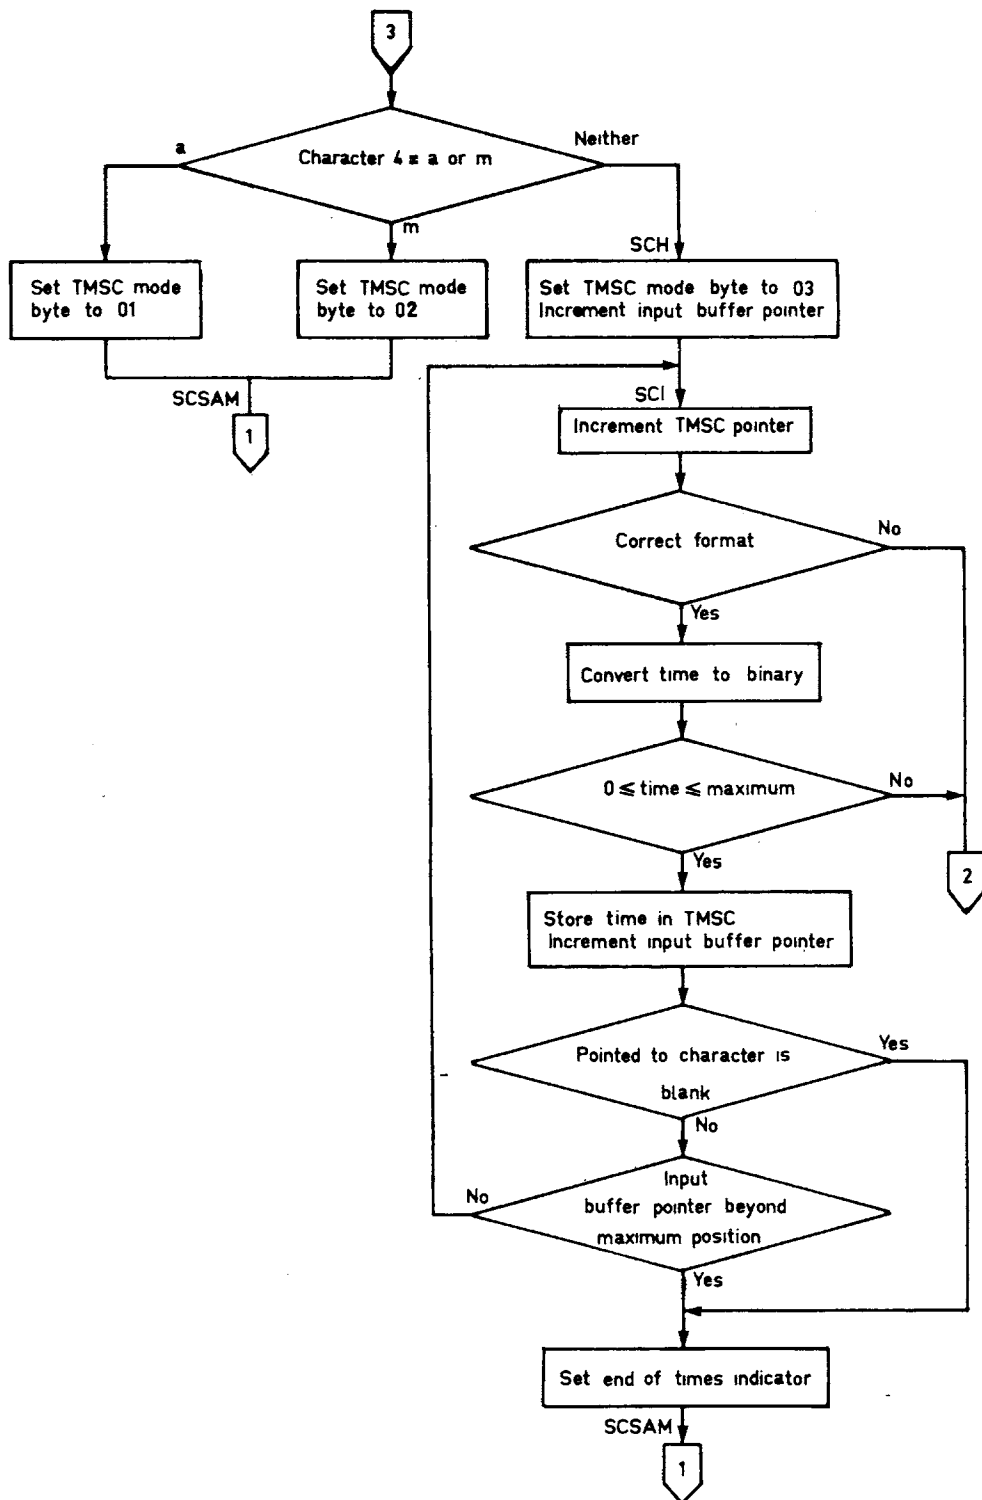 3
Character 4 = a or m
a
Neither
m
SCH
Set TMSC mode
byte to 01
Set TMSC mode
byte to 02
Set TMSC mode byte to 03
Increment input buffer pointer
SCSAM
1
SCI
Increment TMSC pointer
Correct format
No
Yes
Convert time to binary
0 ≤ time ≤ maximum
No
Yes
2
Store time in TMSC
Increment input buffer pointer
Pointed to character is
blank
Yes
No
Input
buffer pointer beyond
maximum position
No
Yes
Set end of times indicator
SCSAM
1